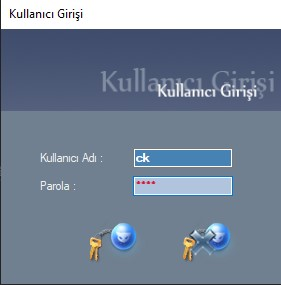 Kullanıcı Girişi
Kullanıcı Girişi
Kullanıcı Girişi
Kullanıcı Adı :
ck
Parola :
****